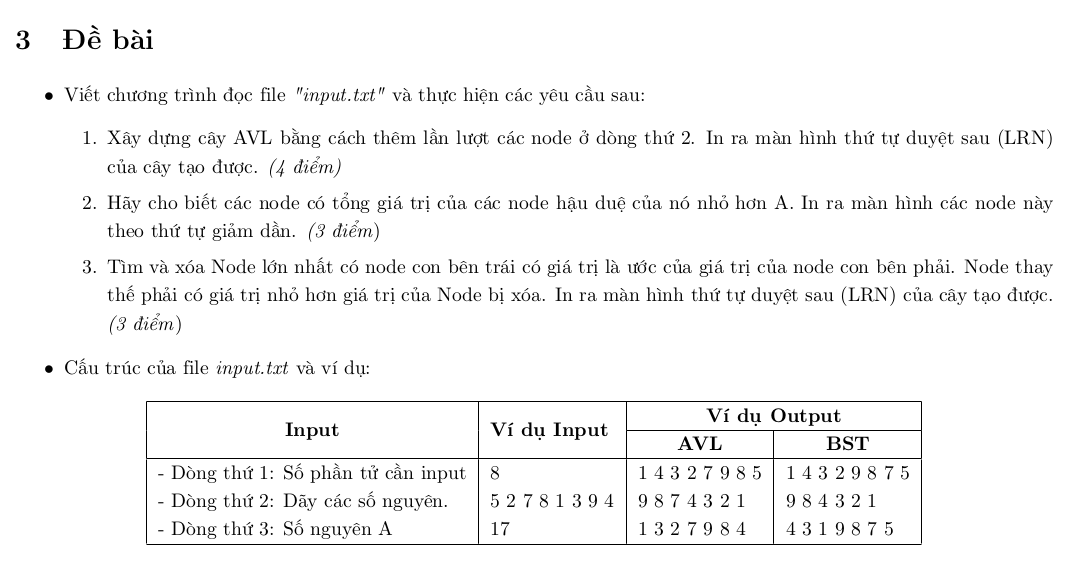 3 Đề bài
• Viết chương trình đọc file "input.txt" và thực hiện các yêu cầu sau:
1. Xây dựng cây AVL bằng cách thêm lần lượt các node ở dòng thứ 2. In ra màn hình thứ tự duyệt sau (LRN)
của cây tạo được. (4 điểm)
2. Hãy cho biết các node có tổng giá trị của các node hậu duệ của nó nhỏ hơn A. In ra màn hình các node này
theo thứ tự giảm dần. (3 điểm)
3. Tìm và xóa Node lớn nhất có node con bên trái có giá trị là ước của giá trị của node con bên phải. Node thay
thế phải có giá trị nhỏ hơn giá trị của Node bị xóa. In ra màn hình thứ tự duyệt sau (LRN) của cây tạo được.
(3 điểm)
• Cấu trúc của file input.txt và ví dụ:
Input Ví dụ Input Ví dụ Output
AVL BST
- Dòng thứ 1: Số phần tử cần input 8 1 4 3 2 7 9 8 5 1 4 3 2 9 8 7 5
- Dòng thứ 2: Dãy các số nguyên. 5 2 7 8 1 3 9 4 9 8 7 4 3 2 1 9 8 4 3 2 1
- Dòng thứ 3: Số nguyên A 17 1 3 2 7 9 8 4 4 3 1 9 8 7 5